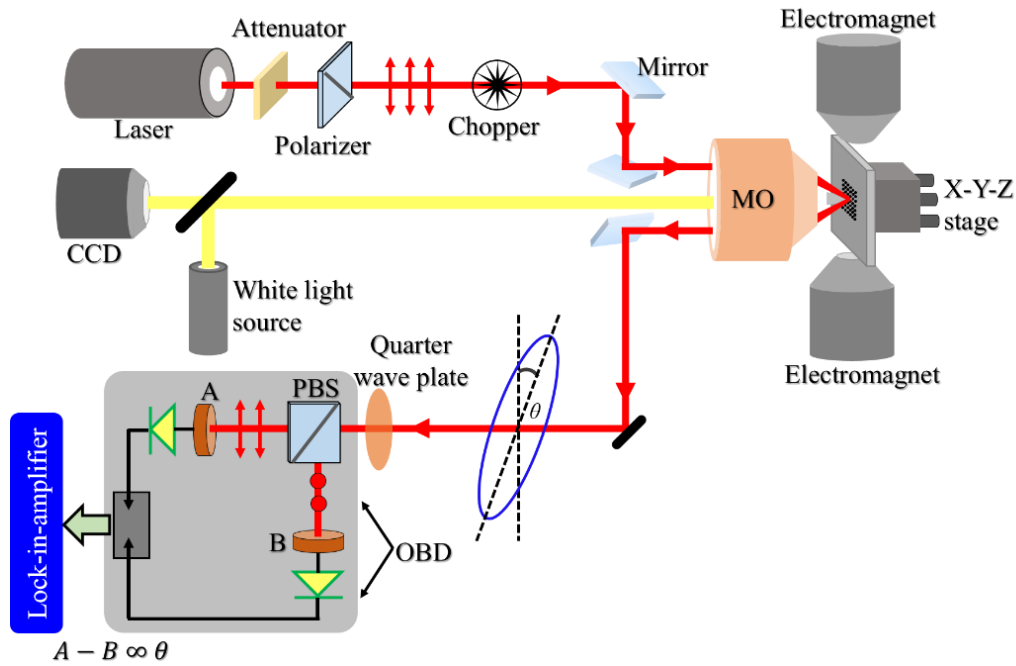 Electromagnet
Attenuator
Mirror
Laser
Polarizer
Chopper
MO
X-Y-Z
stage
CCD
White light
source
Quarter
wave plate
Electromagnet
θ
A
PBS
B
OBD
Lock-in-amplifier
A − B ∞ θ